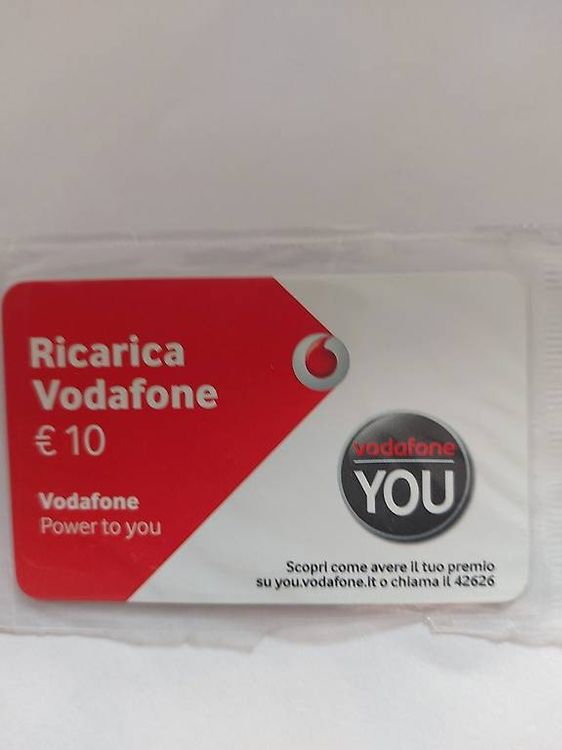 Ricarica
Vodafone
€ 10
Vodafone
Power to you
vodafone
YOU
Scopri come avere il tuo premio
su you.vodafone.it o chiama il 42626